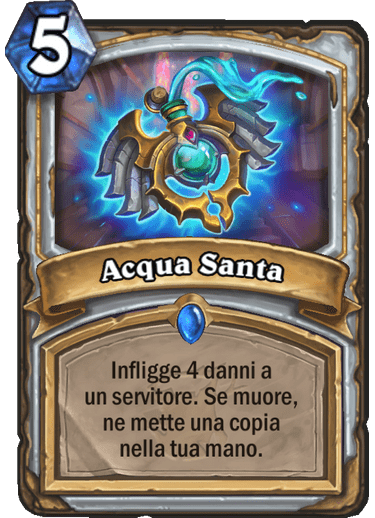 5
Acqua Santa
Infligge 4 danni a
un servitore. Se muore,
ne mette una copia
nella tua mano.